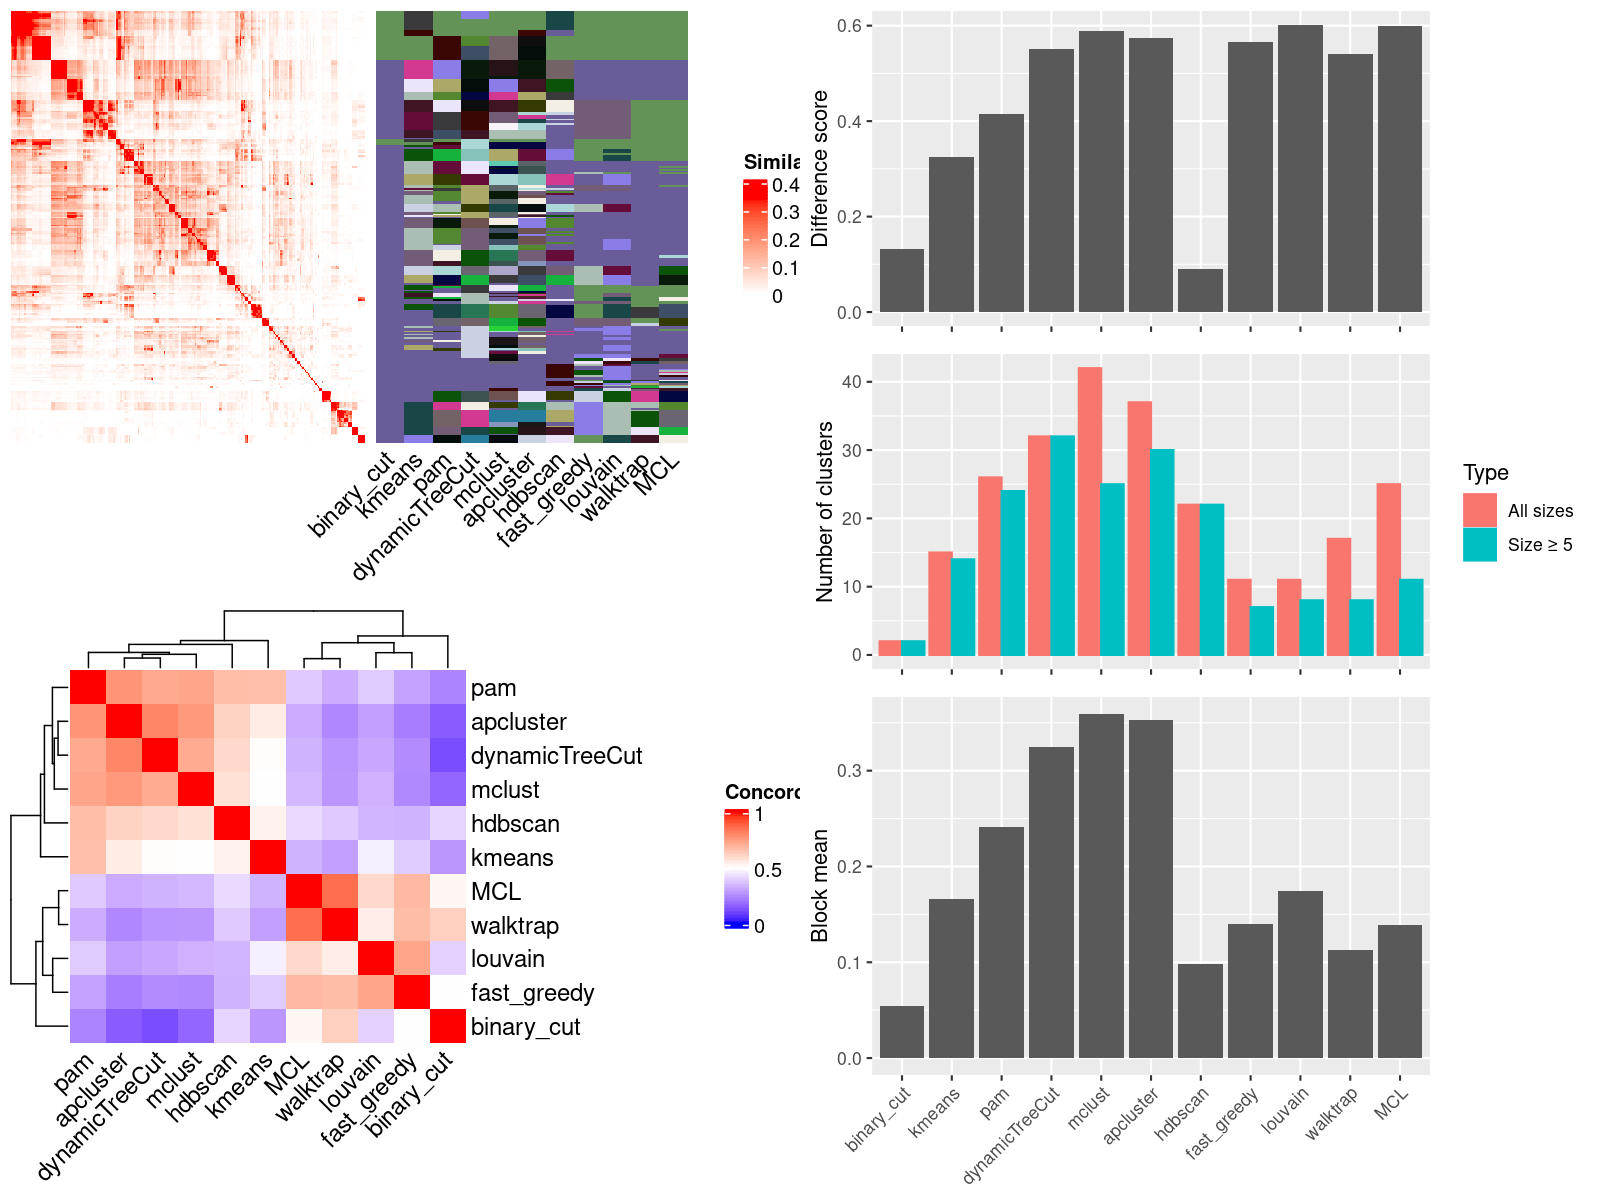 Simila
0.4
0.3
0.2
0.1
0
binary_cut
kmeans
pam
dynamicTreeCut
mclust
apcluster
hdbscan
fast_greedy
louvain
walktrap
MCL
pam
apcluster
dynamicTreeCut
mclust
hdbscan
kmeans
MCL
walktrap
louvain
fast_greedy
binary_cut
pam
apcluster
dynamicTreeCut
mclust
hdbscan
kmeans
MCL
walktrap
louvain
fast_greedy
binary_cut
Concord
1
0.5
0
Difference score
0.6
0.4
0.2
0.0
Number of clusters
40
30
20
10
0
Type
All sizes
Size ≥ 5
Block mean
0.3
0.2
0.1
0.0
binary_cut
kmeans
pam
dynamicTreeCut
mclust
apcluster
hdbscan
fast_greedy
louvain
walktrap
MCL